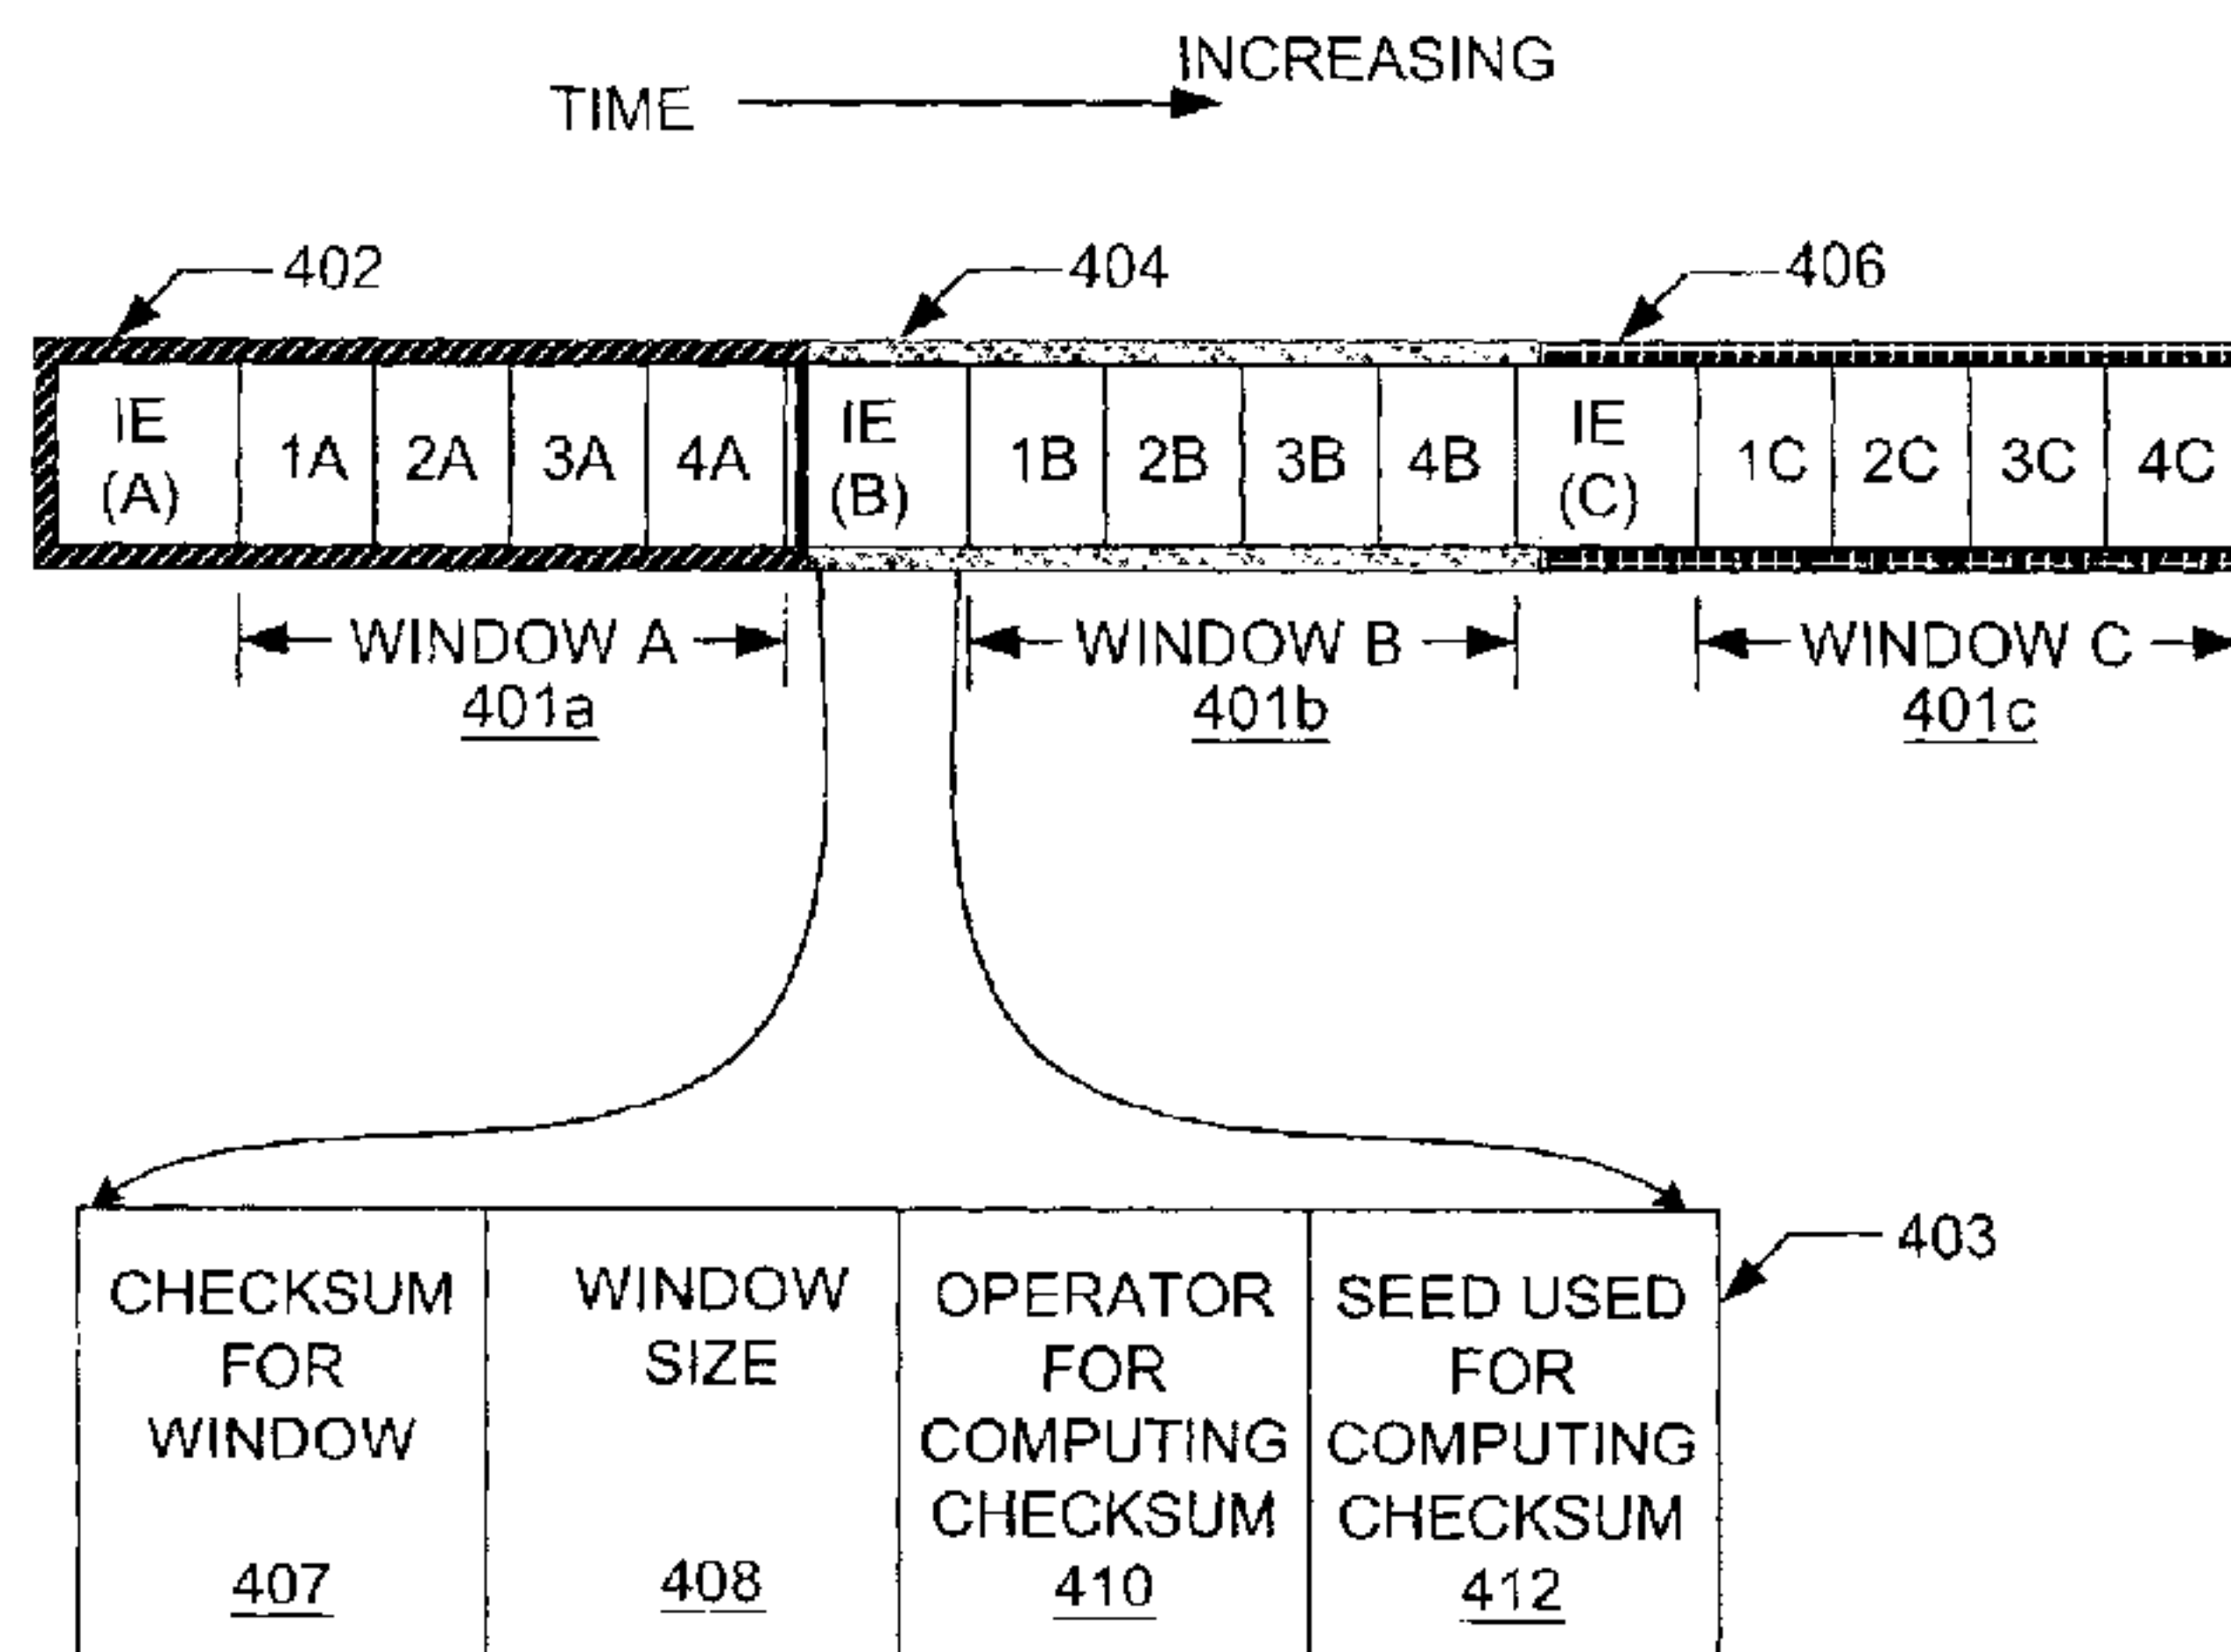 INCREASING
TIME
402
404
406
IE
(A)
1A
2A
3A
4A
IE
(B)
1B
2B
3B
4B
IE
(C)
1C
2C
3C
4C
WINDOW A
401a
WINDOW B
401b
WINDOW C
401c
403
CHECKSUM
FOR
WINDOW
407
WINDOW
SIZE
408
OPERATOR
FOR
COMPUTING
CHECKSUM
410
SEED USED
FOR
COMPUTING
CHECKSUM
412